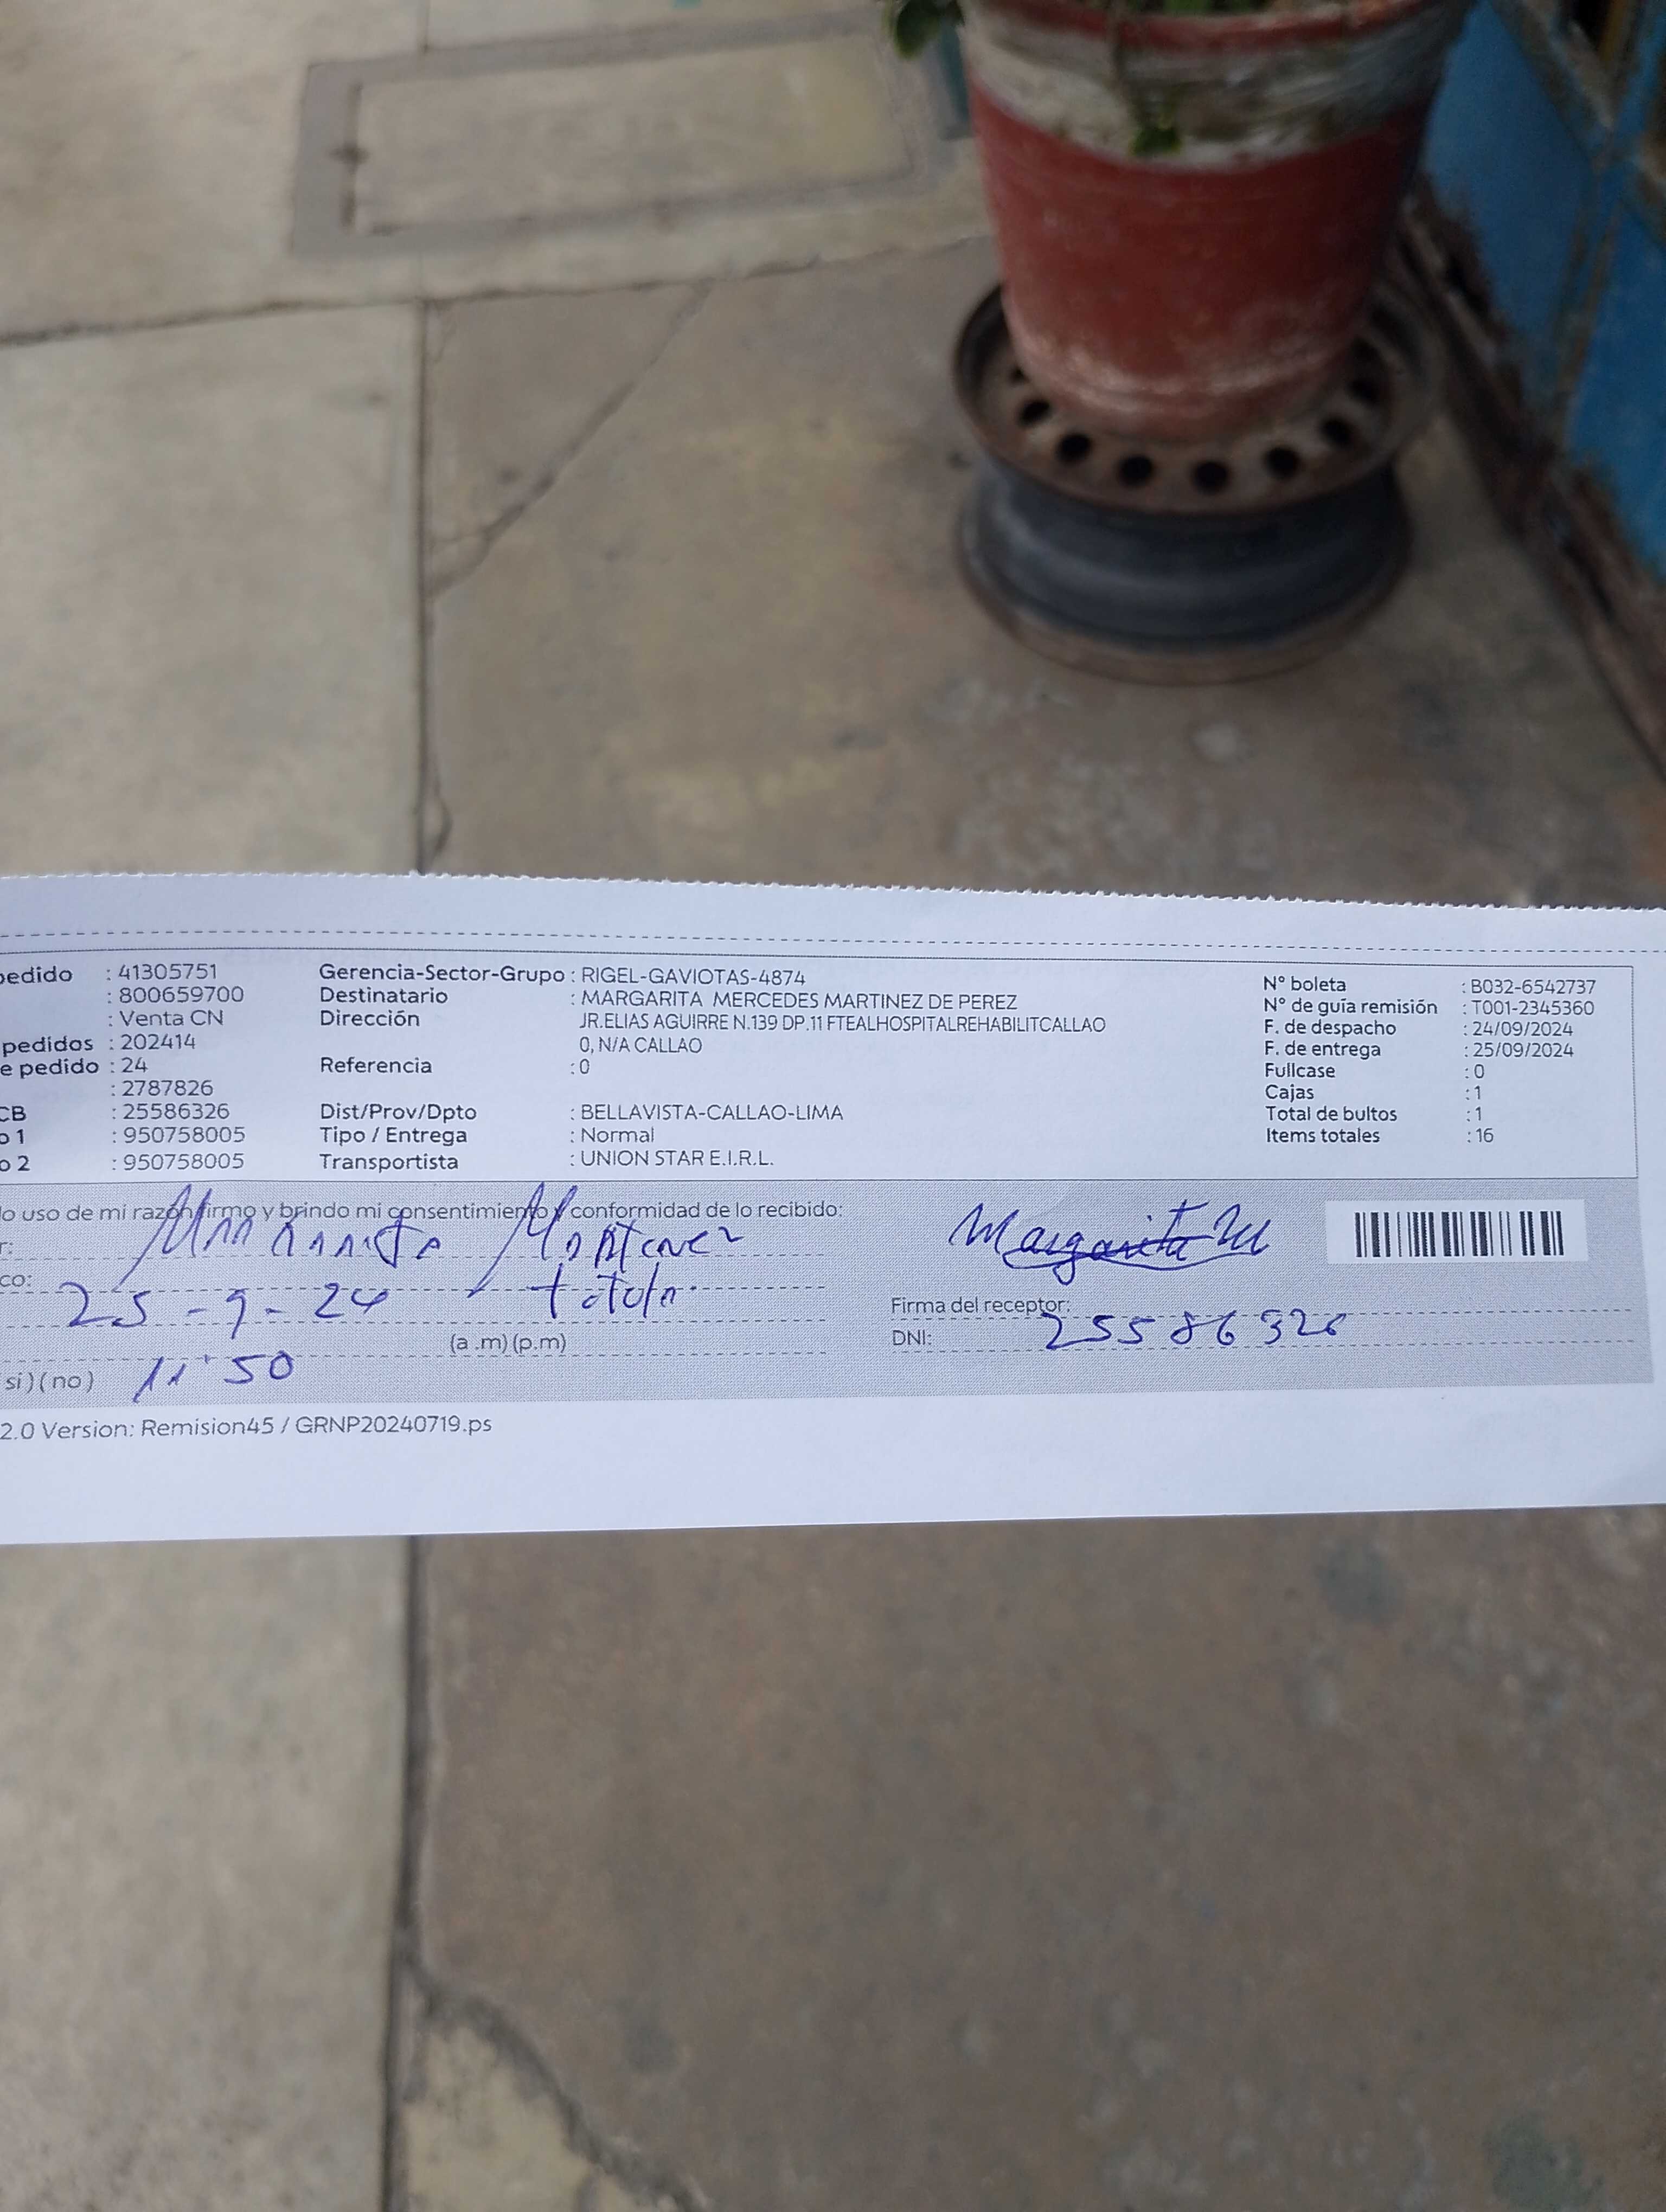 pedido : 41305751 Gerencia-Sector-Grupo : RIGEL-GAVIOTAS-4874 N° boleta : B032-6542737
: 800659700 Destinatario : MARGARITA MERCEDES MARTINEZ DE PEREZ N° de guía remisión : T001-2345360
: Venta CN Dirección JR.ELIAS AGUIRRE N.139 DP.11 FTEALHOSPITALREHABILITCALLAO F. de despacho : 24/09/2024
pedidos : 202414 0, N/A CALLAO F. de entrega : 25/09/2024
e pedido : 24 Referencia : 0 Fullcase : 0
: 2787826 Cajas : 1
CB : 25586326 Dist/Prov/Dpto : BELLAVISTA-CALLAO-LIMA Total de bultos : 1
o 1 : 950758005 Tipo / Entrega : Normal Items totales : 16
o 2 : 950758005 Transportista : UNION STAR E.I.R.L.
lo uso de mi razón firmo y brindo mi consentimiento y conformidad de lo recibido:
r: Margarita Martinez Margarita M
co: 25-9-24 titular
Firma del receptor:
(a.m) (p.m) DNI: 25586326
si) (no) 11:50
2.0 Version: Remision45 / GRNP20240719.ps